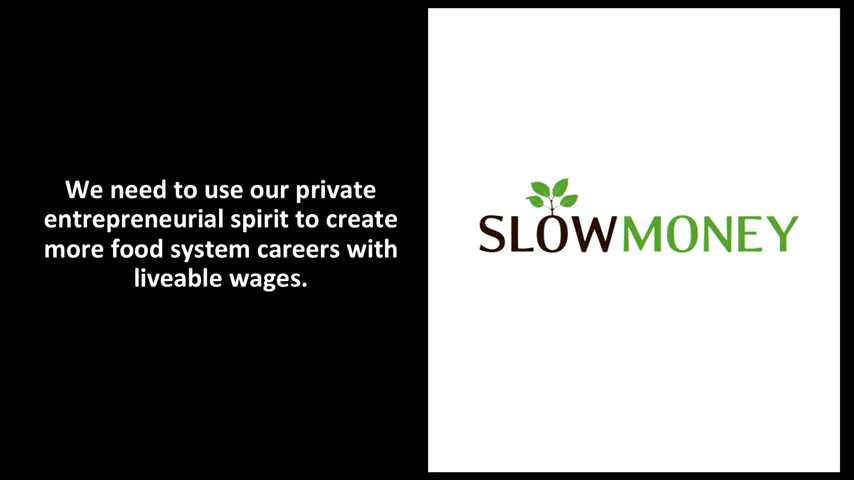 We need to use our private
entrepreneurial spirit to create
more food system careers with
liveable wages.
SLOWMONEY